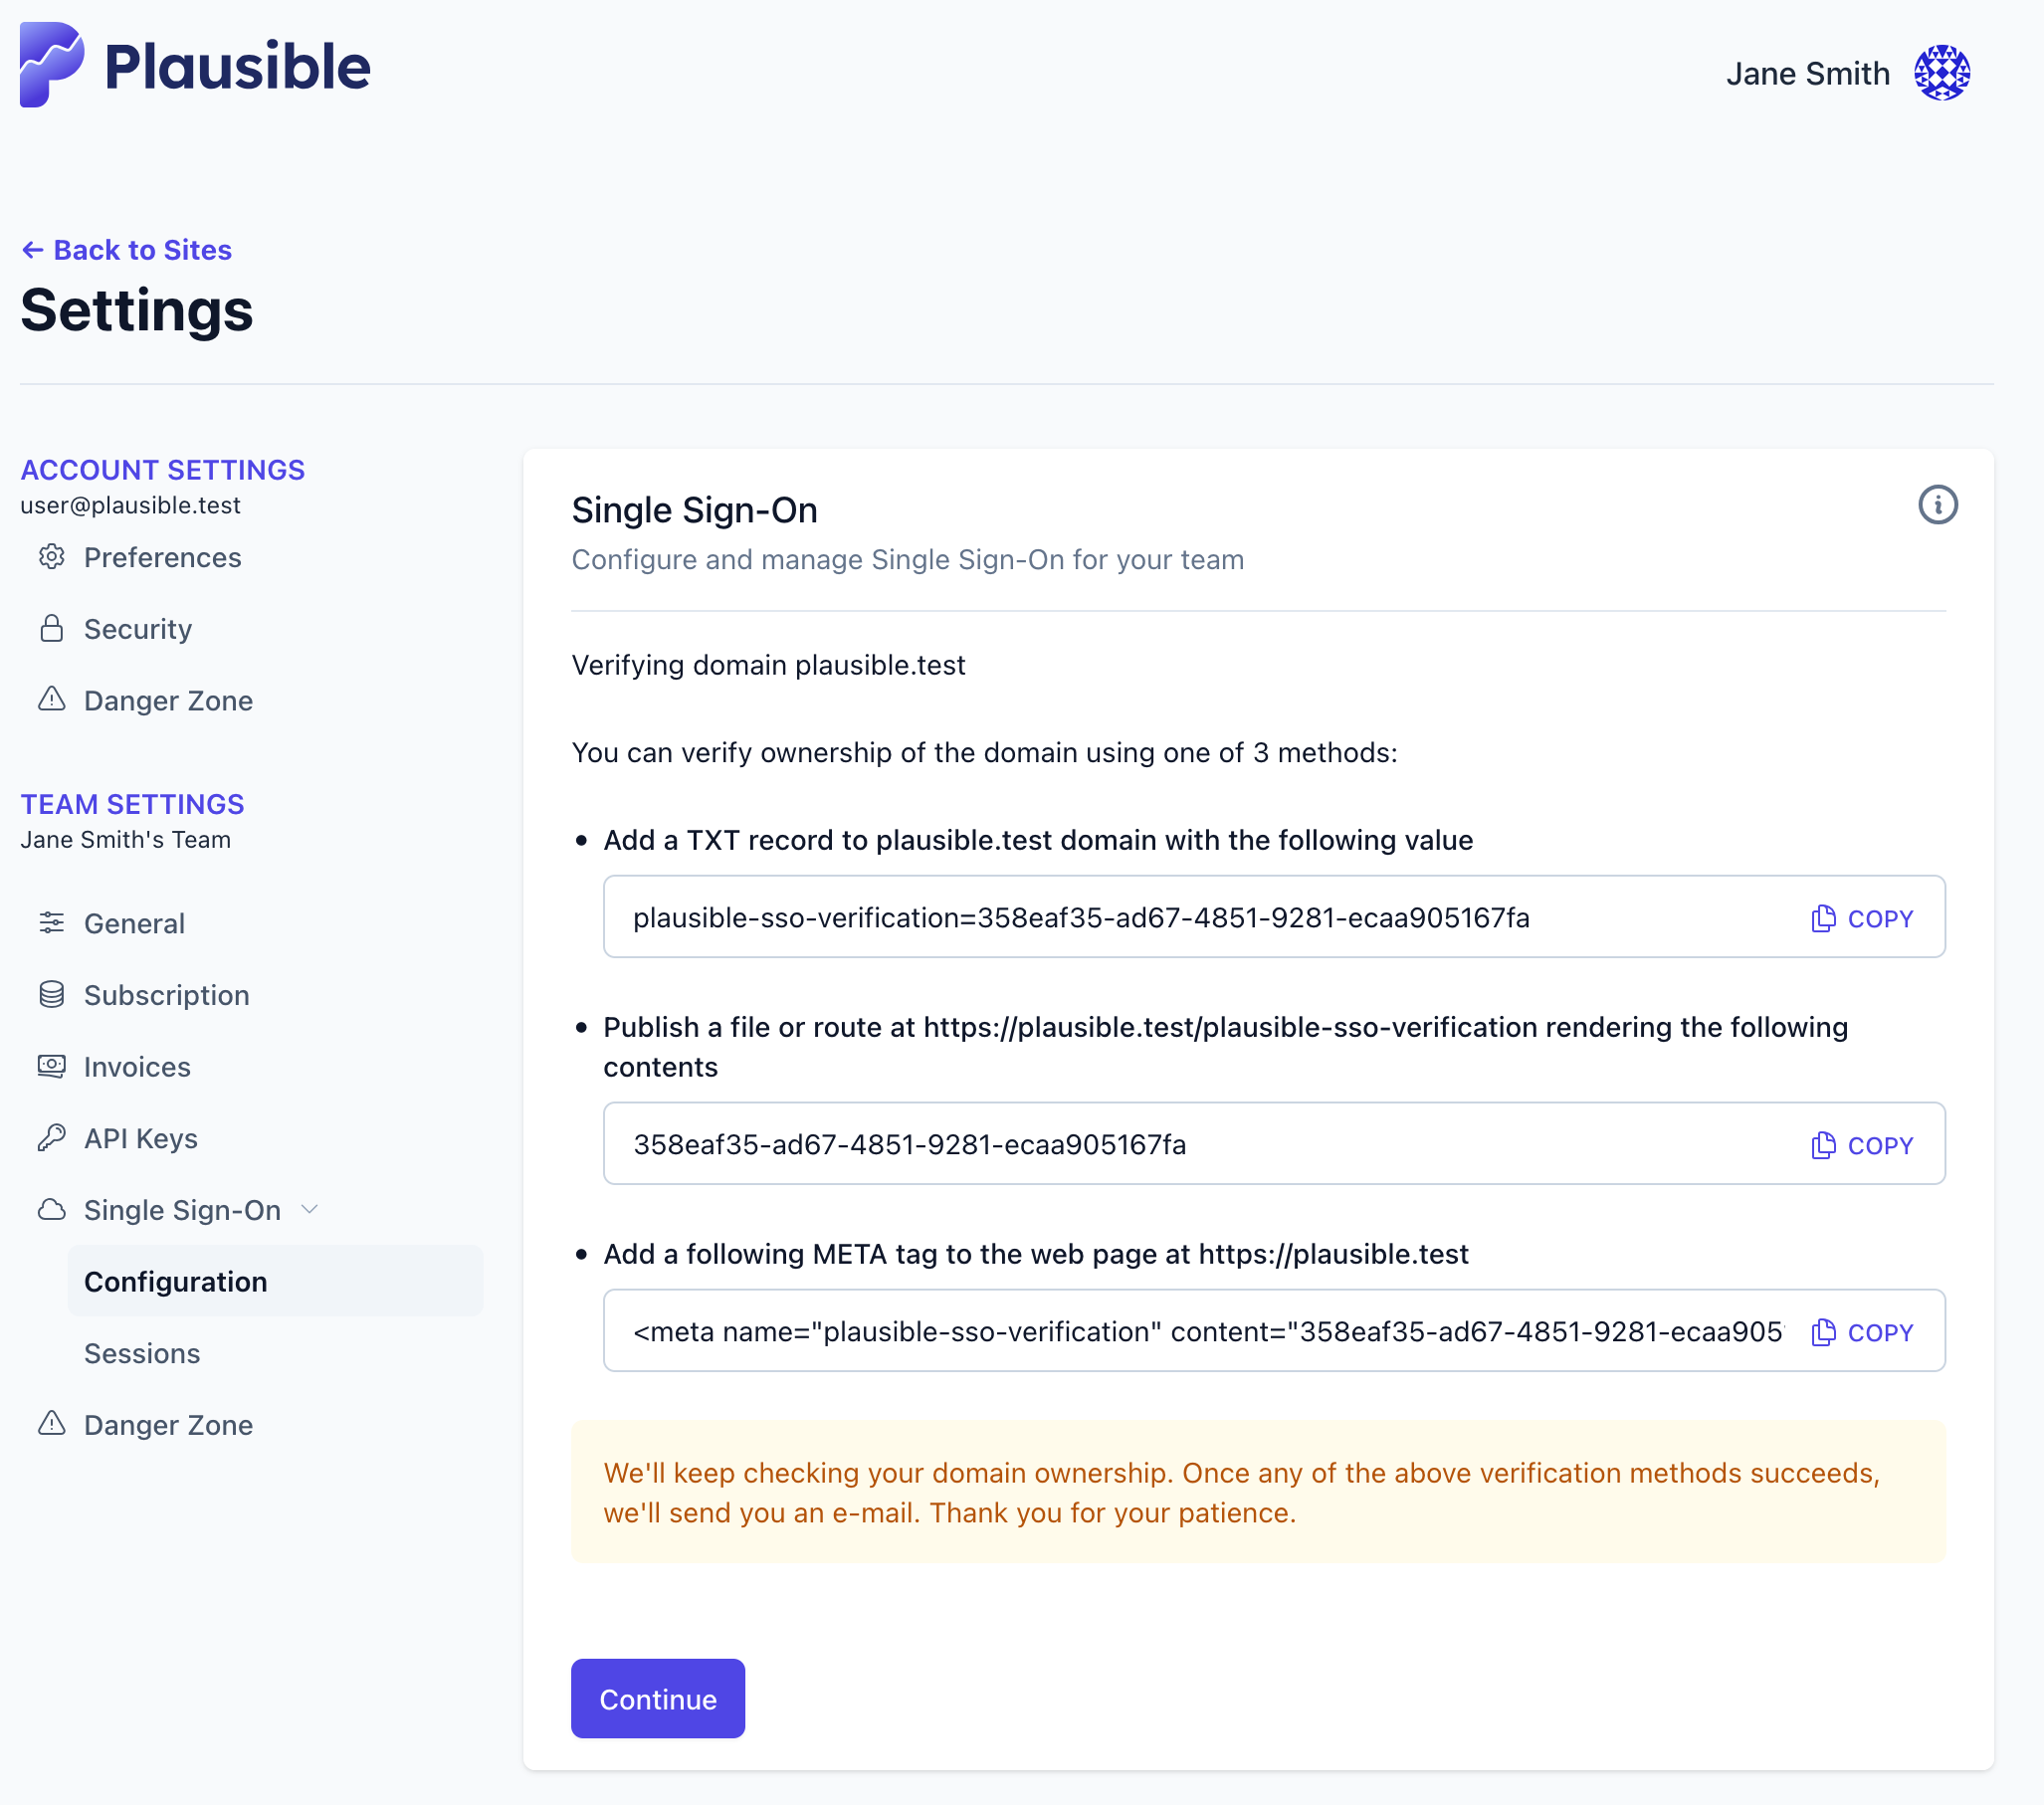 Plausible
Jane Smith
← Back to Sites
Settings
ACCOUNT SETTINGS
user@plausible.test
Preferences
Security
Danger Zone
TEAM SETTINGS
Jane Smith's Team
General
Subscription
Invoices
API Keys
Single Sign-On
Configuration
Sessions
Danger Zone
Single Sign-On
Configure and manage Single Sign-On for your team
Verifying domain plausible.test
You can verify ownership of the domain using one of 3 methods:
• Add a TXT record to plausible.test domain with the following value
plausible-sso-verification=358eaf35-ad67-4851-9281-ecaa905167fa
COPY
• Publish a file or route at https://plausible.test/plausible-sso-verification rendering the following
contents
358eaf35-ad67-4851-9281-ecaa905167fa
COPY
• Add a following META tag to the web page at https://plausible.test
<meta name="plausible-sso-verification" content="358eaf35-ad67-4851-9281-ecaa905
COPY
We'll keep checking your domain ownership. Once any of the above verification methods succeeds,
we'll send you an e-mail. Thank you for your patience.
Continue